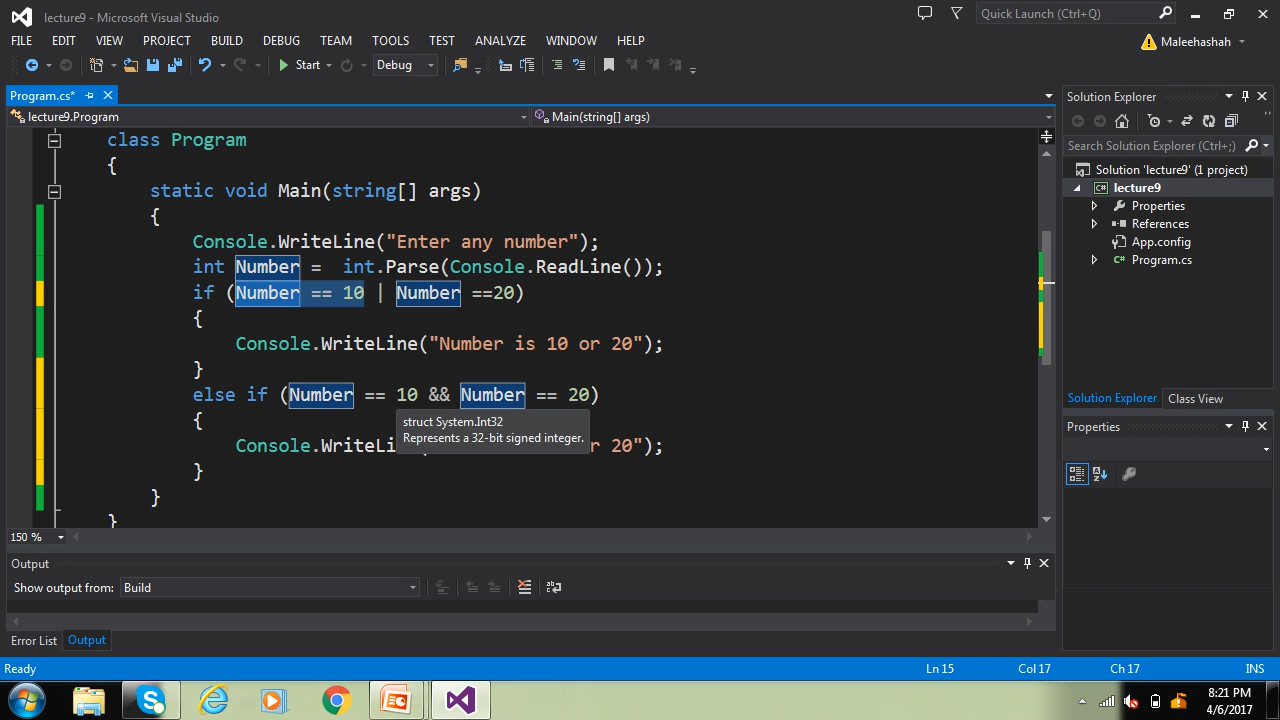 lecture9 - Microsoft Visual Studio
Quick Launch (Ctrl+Q)
FILE EDIT VIEW PROJECT BUILD DEBUG TEAM TOOLS TEST ANALYZE WINDOW HELP
Maleehashah
Start Debug
Program.cs*
lecture9.Program
Main(string[] args)
class Program
{
static void Main(string[] args)
{
Console.WriteLine("Enter any number");
int Number =  int.Parse(Console.ReadLine());
if (Number == 10 | Number ==20)
{
Console.WriteLine("Number is 10 or 20");
}
else if (Number == 10 && Number == 20)
{
struct System.Int32
Represents a 32-bit signed integer.
Console.WriteLi r 20");
}
}
}
150 %
Output
Show output from: Build
Error List Output
Solution Explorer
Search Solution Explorer (Ctrl+;)
Solution 'lecture9' (1 project)
C# lecture9
Properties
References
App.config
C# Program.cs
Solution Explorer Class View
Properties
Ready Ln 15 Col 17 Ch 17 INS
8:21 PM
4/6/2017